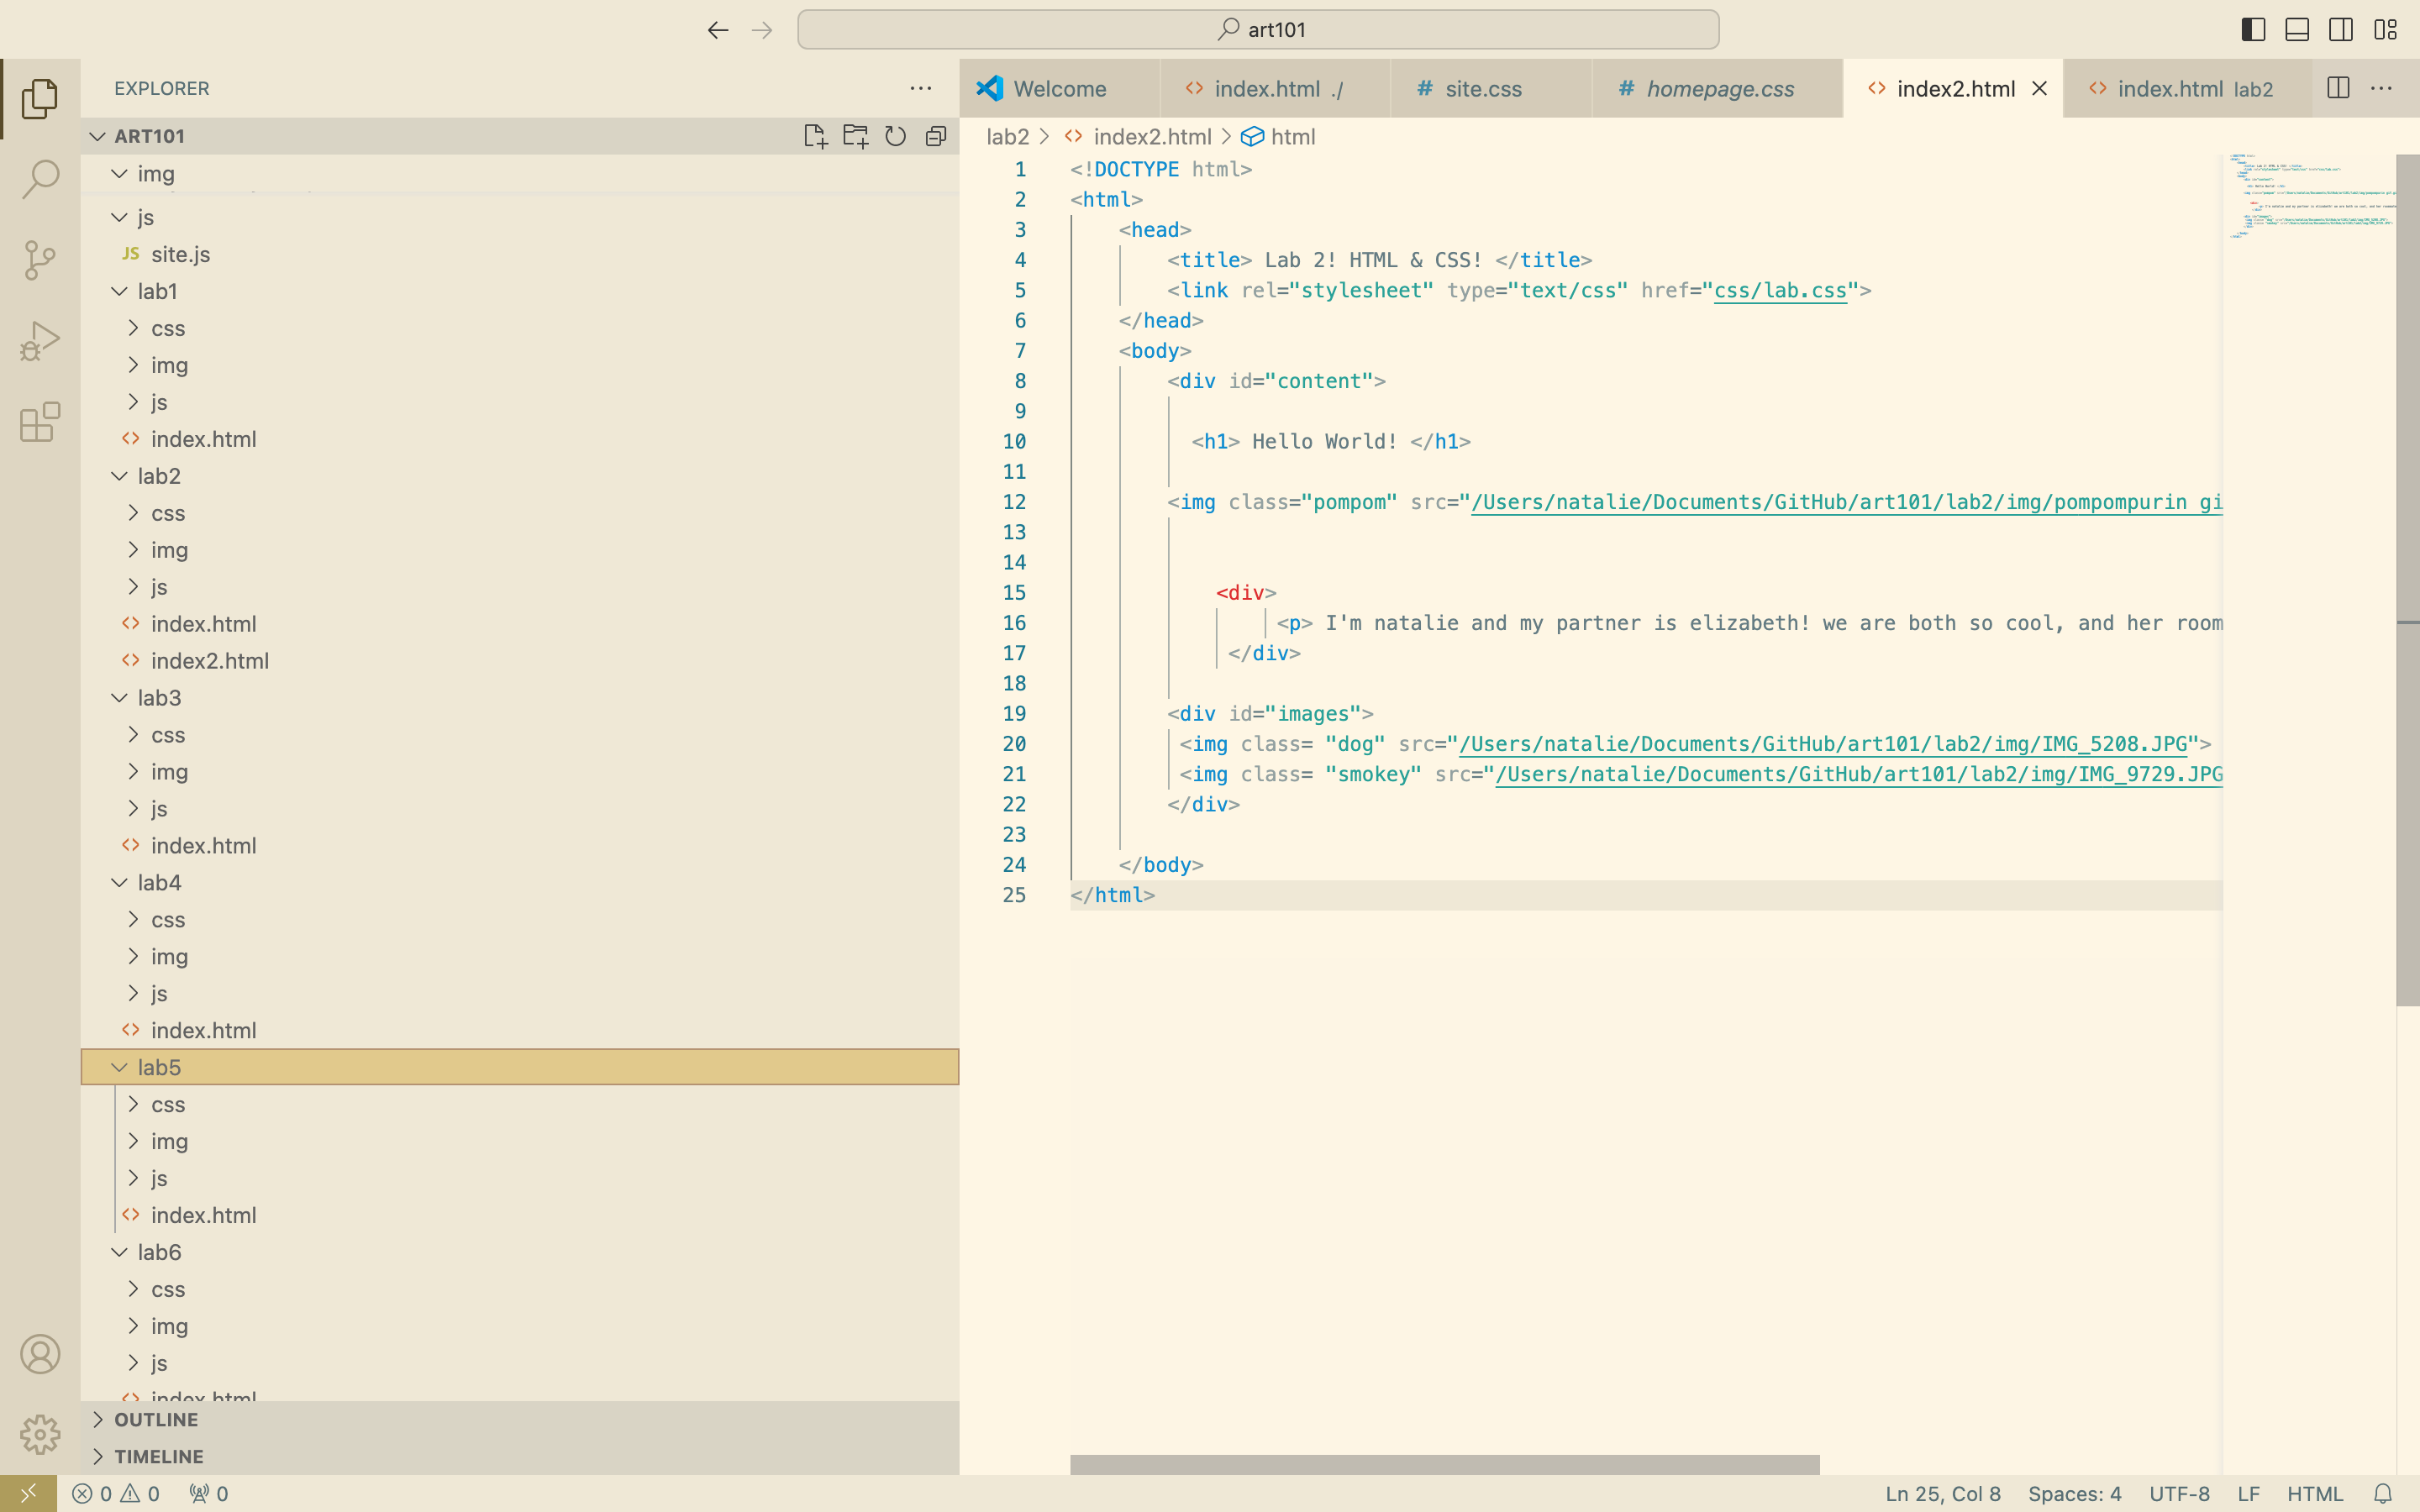 art101
EXPLORER
ART101
img
js
JS site.js
lab1
css
img
js
index.html
lab2
css
img
js
index.html
index2.html
lab3
css
img
js
index.html
lab4
css
img
js
index.html
lab5
css
img
js
index.html
lab6
css
img
js
index.html
OUTLINE
TIMELINE
Welcome
index.html ./
# site.css
# homepage.css
index2.html
index.html lab2
lab2 > index2.html > html
1 <!DOCTYPE html>
2 <html>
3 <head>
4 <title> Lab 2! HTML & CSS! </title>
5 <link rel="stylesheet" type="text/css" href="css/lab.css">
6 </head>
7 <body>
8 <div id="content">
9
10 <h1> Hello World! </h1>
11
12 <img class="pompom" src="/Users/natalie/Documents/GitHub/art101/lab2/img/pompompurin gi
13
14
15 <div>
16 <p> I'm natalie and my partner is elizabeth! we are both so cool, and her room
17 </div>
18
19 <div id="images">
20 <img class= "dog" src="/Users/natalie/Documents/GitHub/art101/lab2/img/IMG_5208.JPG">
21 <img class= "smokey" src="/Users/natalie/Documents/GitHub/art101/lab2/img/IMG_9729.JPG
22 </div>
23
24 </body>
25 </html>
0 0 0
Ln 25, Col 8 Spaces: 4 UTF-8 LF HTML